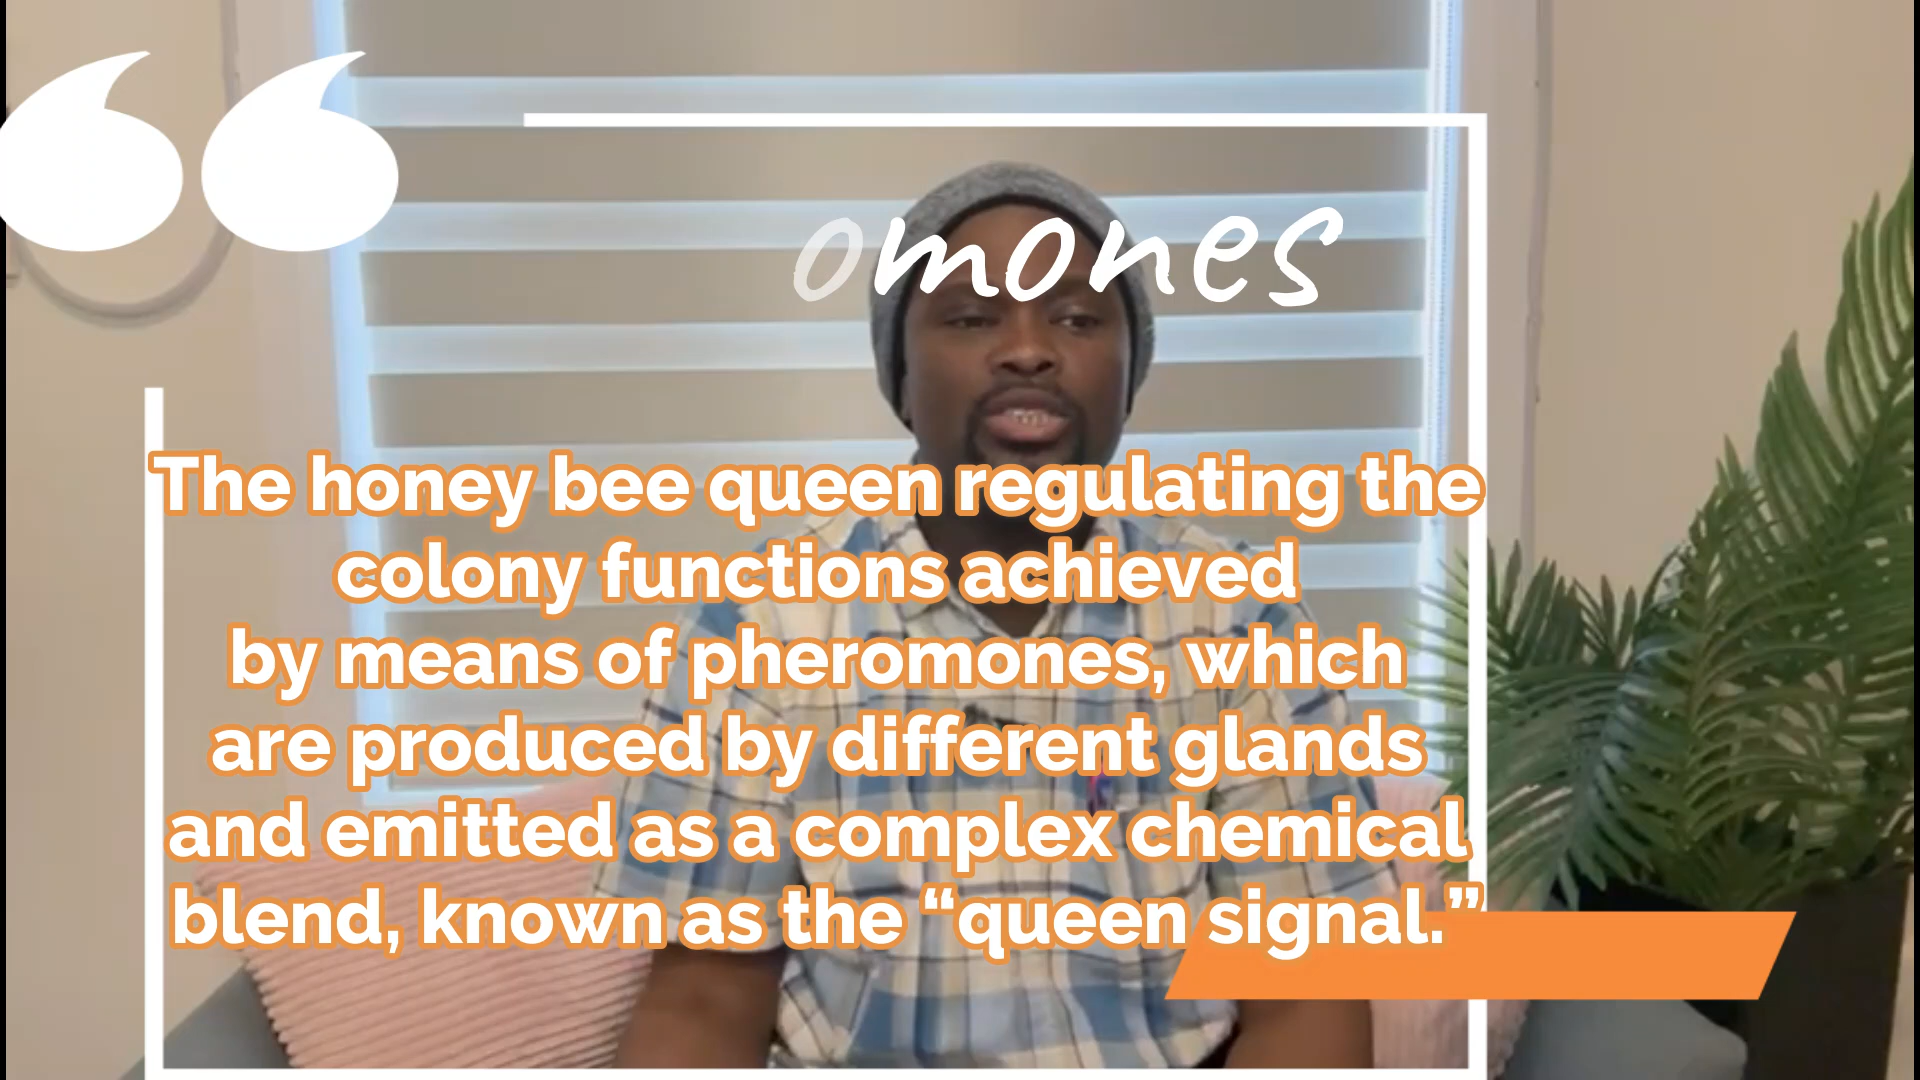 omones
The honey bee queen regulating the
colony functions achieved
by means of pheromones, which
are produced by different glands
and emitted as a complex chemical
blend, known as the “queen signal.”